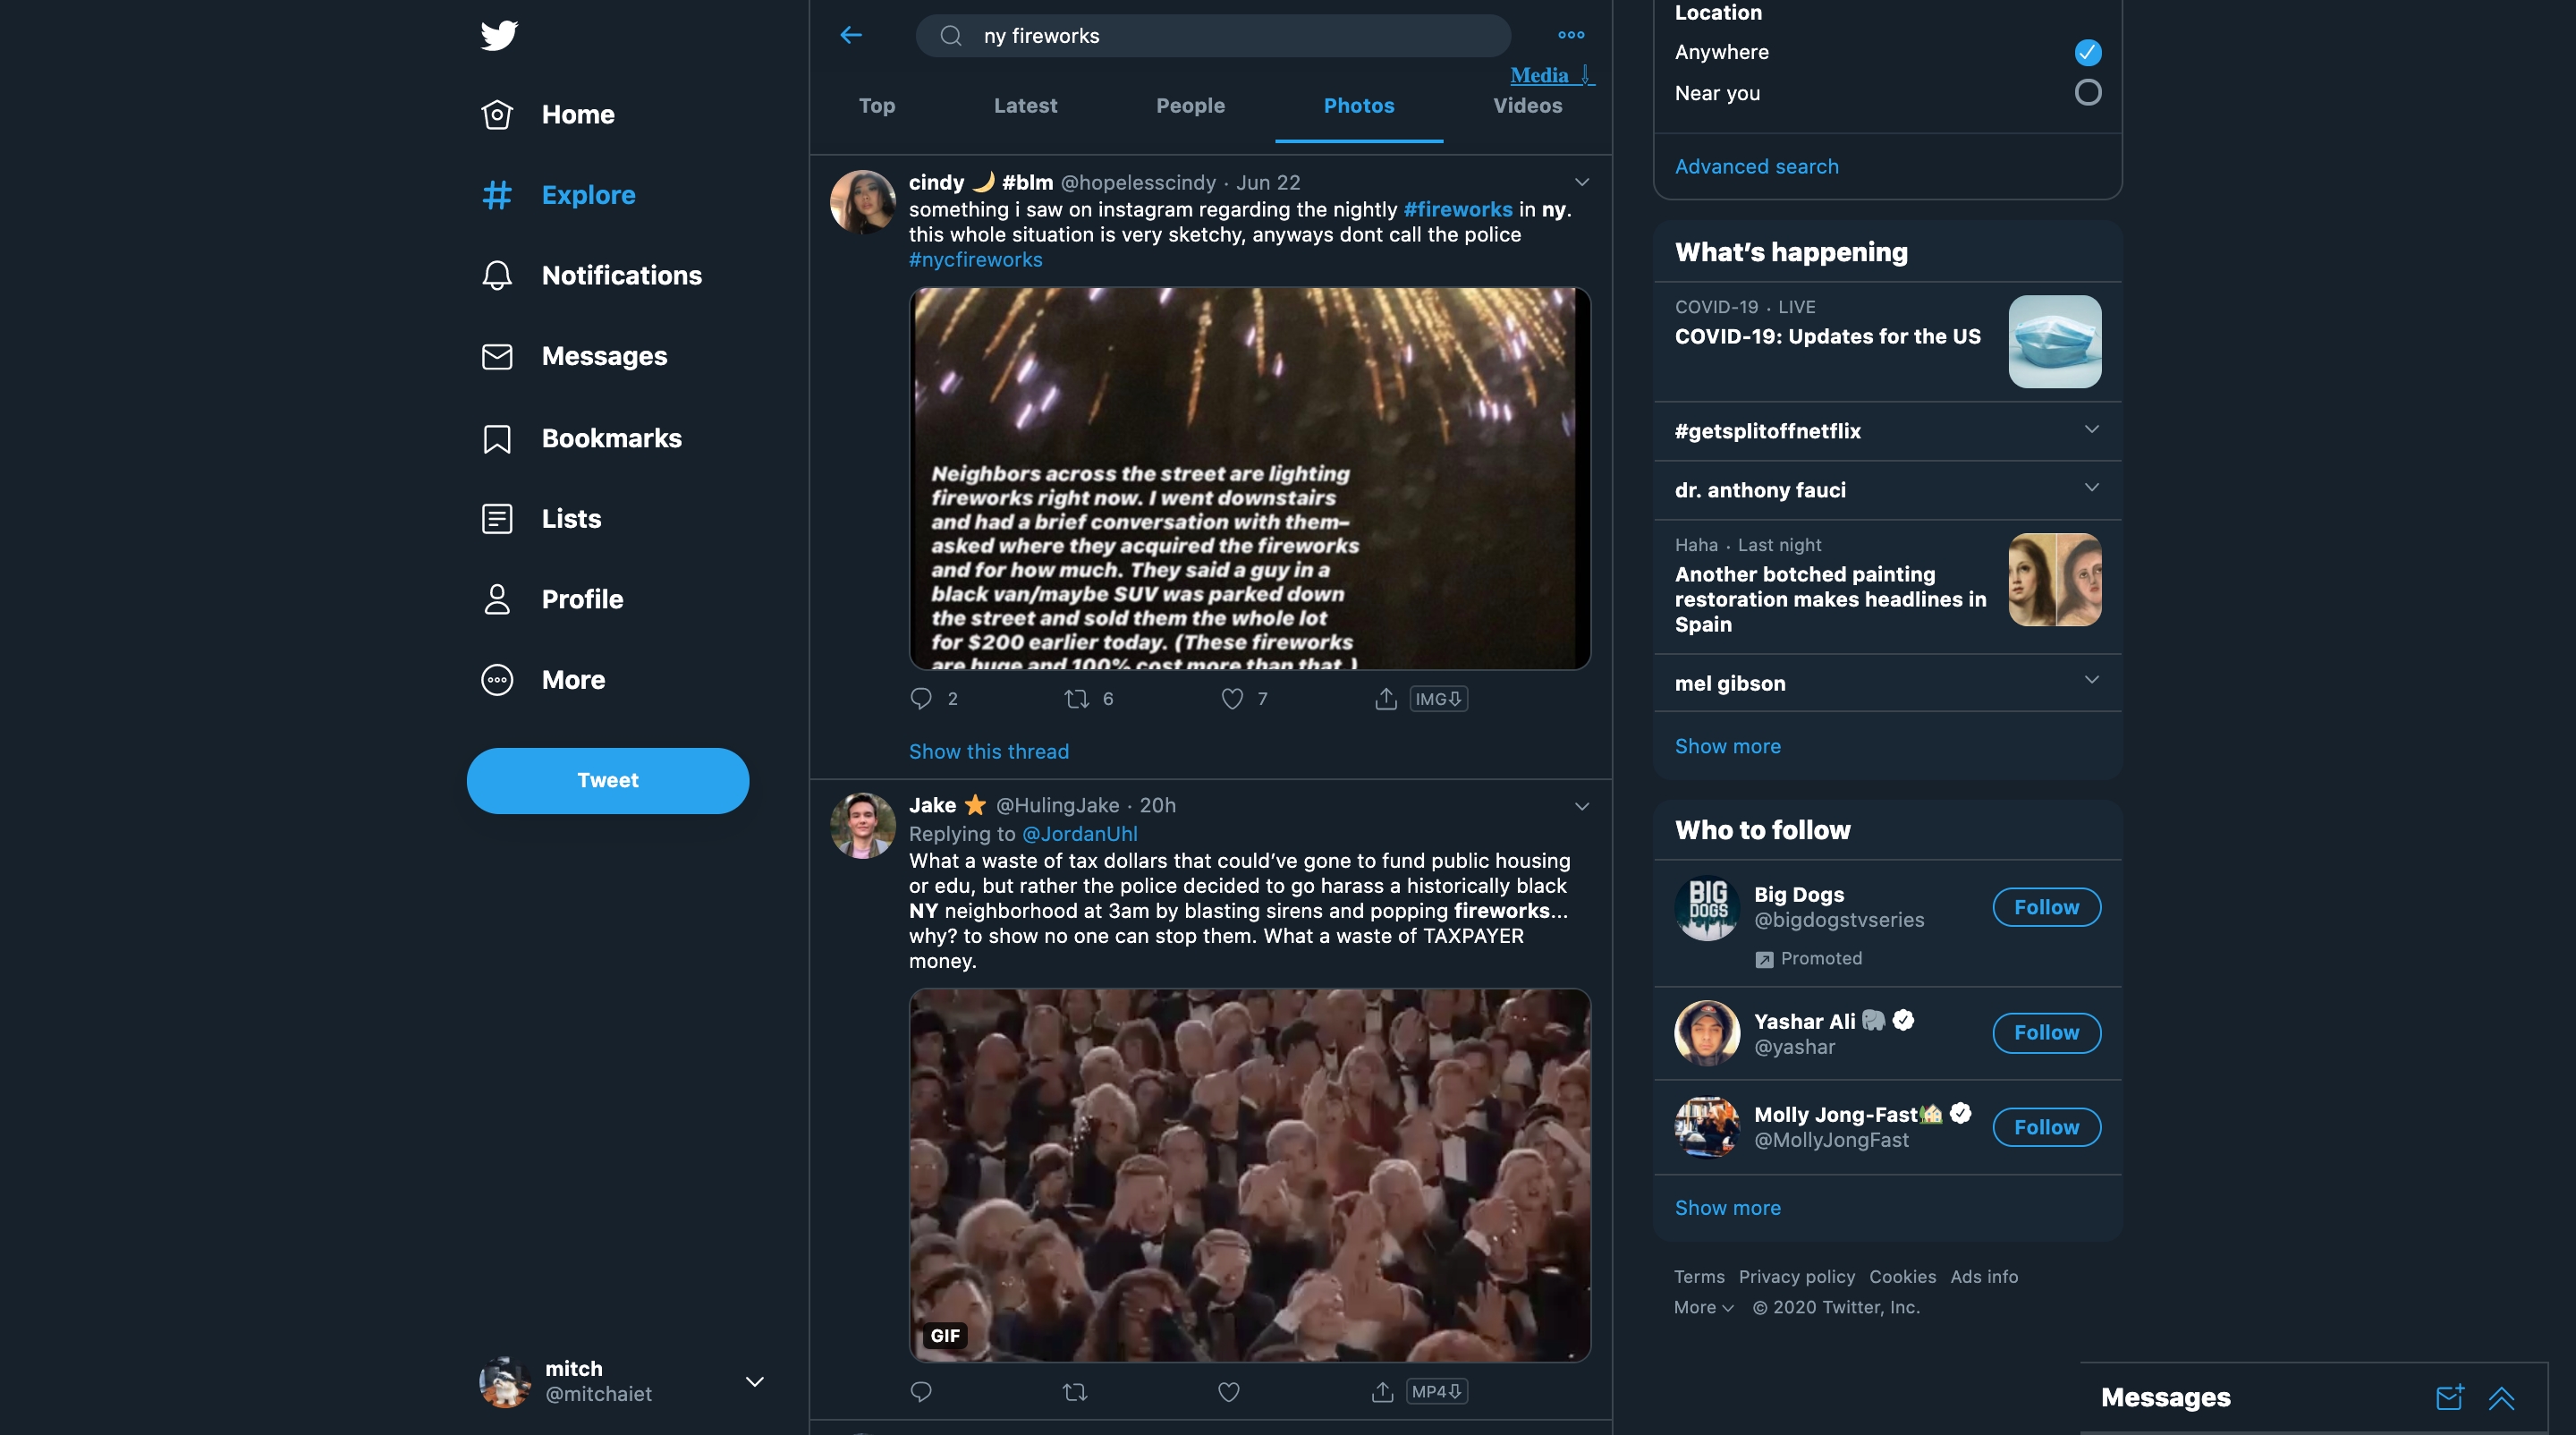 Home
Explore
Notifications
Messages
Bookmarks
Lists
Profile
More
Tweet
mitch
@mitchaiet
ny fireworks
Media ⇩
Top Latest People Photos Videos
cindy 🌙 #blm @hopelesscindy · Jun 22
something i saw on instagram regarding the nightly #fireworks in ny.
this whole situation is very sketchy, anyways dont call the police
#nycfireworks
Neighbors across the street are lighting
fireworks right now. I went downstairs
and had a brief conversation with them–
asked where they acquired the fireworks
and for how much. They said a guy in a
black van/maybe SUV was parked down
the street and sold them the whole lot
for $200 earlier today. (These fireworks
are huge and 100% cost more than that.)
2 6 7 IMG⇩
Show this thread
Jake ⭐ @HulingJake · 20h
Replying to @JordanUhl
What a waste of tax dollars that could’ve gone to fund public housing
or edu, but rather the police decided to go harass a historically black
NY neighborhood at 3am by blasting sirens and popping fireworks...
why? to show no one can stop them. What a waste of TAXPAYER
money.
GIF
MP4⇩
Location
Anywhere
Near you
Advanced search
What’s happening
COVID-19 · LIVE
COVID-19: Updates for the US
#getsplitoffnetflix
dr. anthony fauci
Haha · Last night
Another botched painting
restoration makes headlines in
Spain
mel gibson
Show more
Who to follow
BIG
DOGS
Big Dogs
@bigdogstvseries
Follow
Promoted
Yashar Ali 🐘
@yashar
Follow
Molly Jong-Fast🏡
@MollyJongFast
Follow
Show more
Terms Privacy policy Cookies Ads info
More © 2020 Twitter, Inc.
Messages